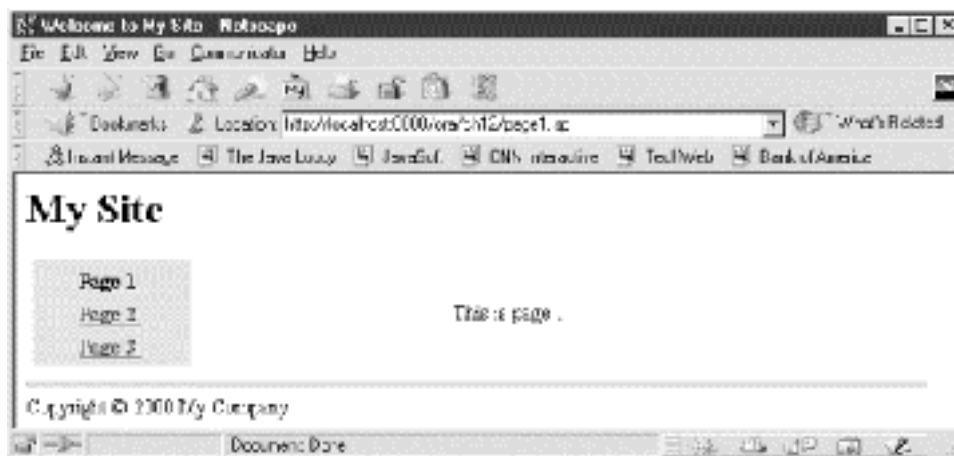 Welcome to My Site - Netscape
File Edit View Go Communicator Help
Bookmarks Location: http://localhost:8000/ora/ch12/page1.jsp What's Related
Instant Message The Java Lobby JavaSoft CNN Interactive TechWeb Bank of America
My Site
Page 1
Page 2
This is page
Page 3
Copyright © 2000 My Company
Document: Done